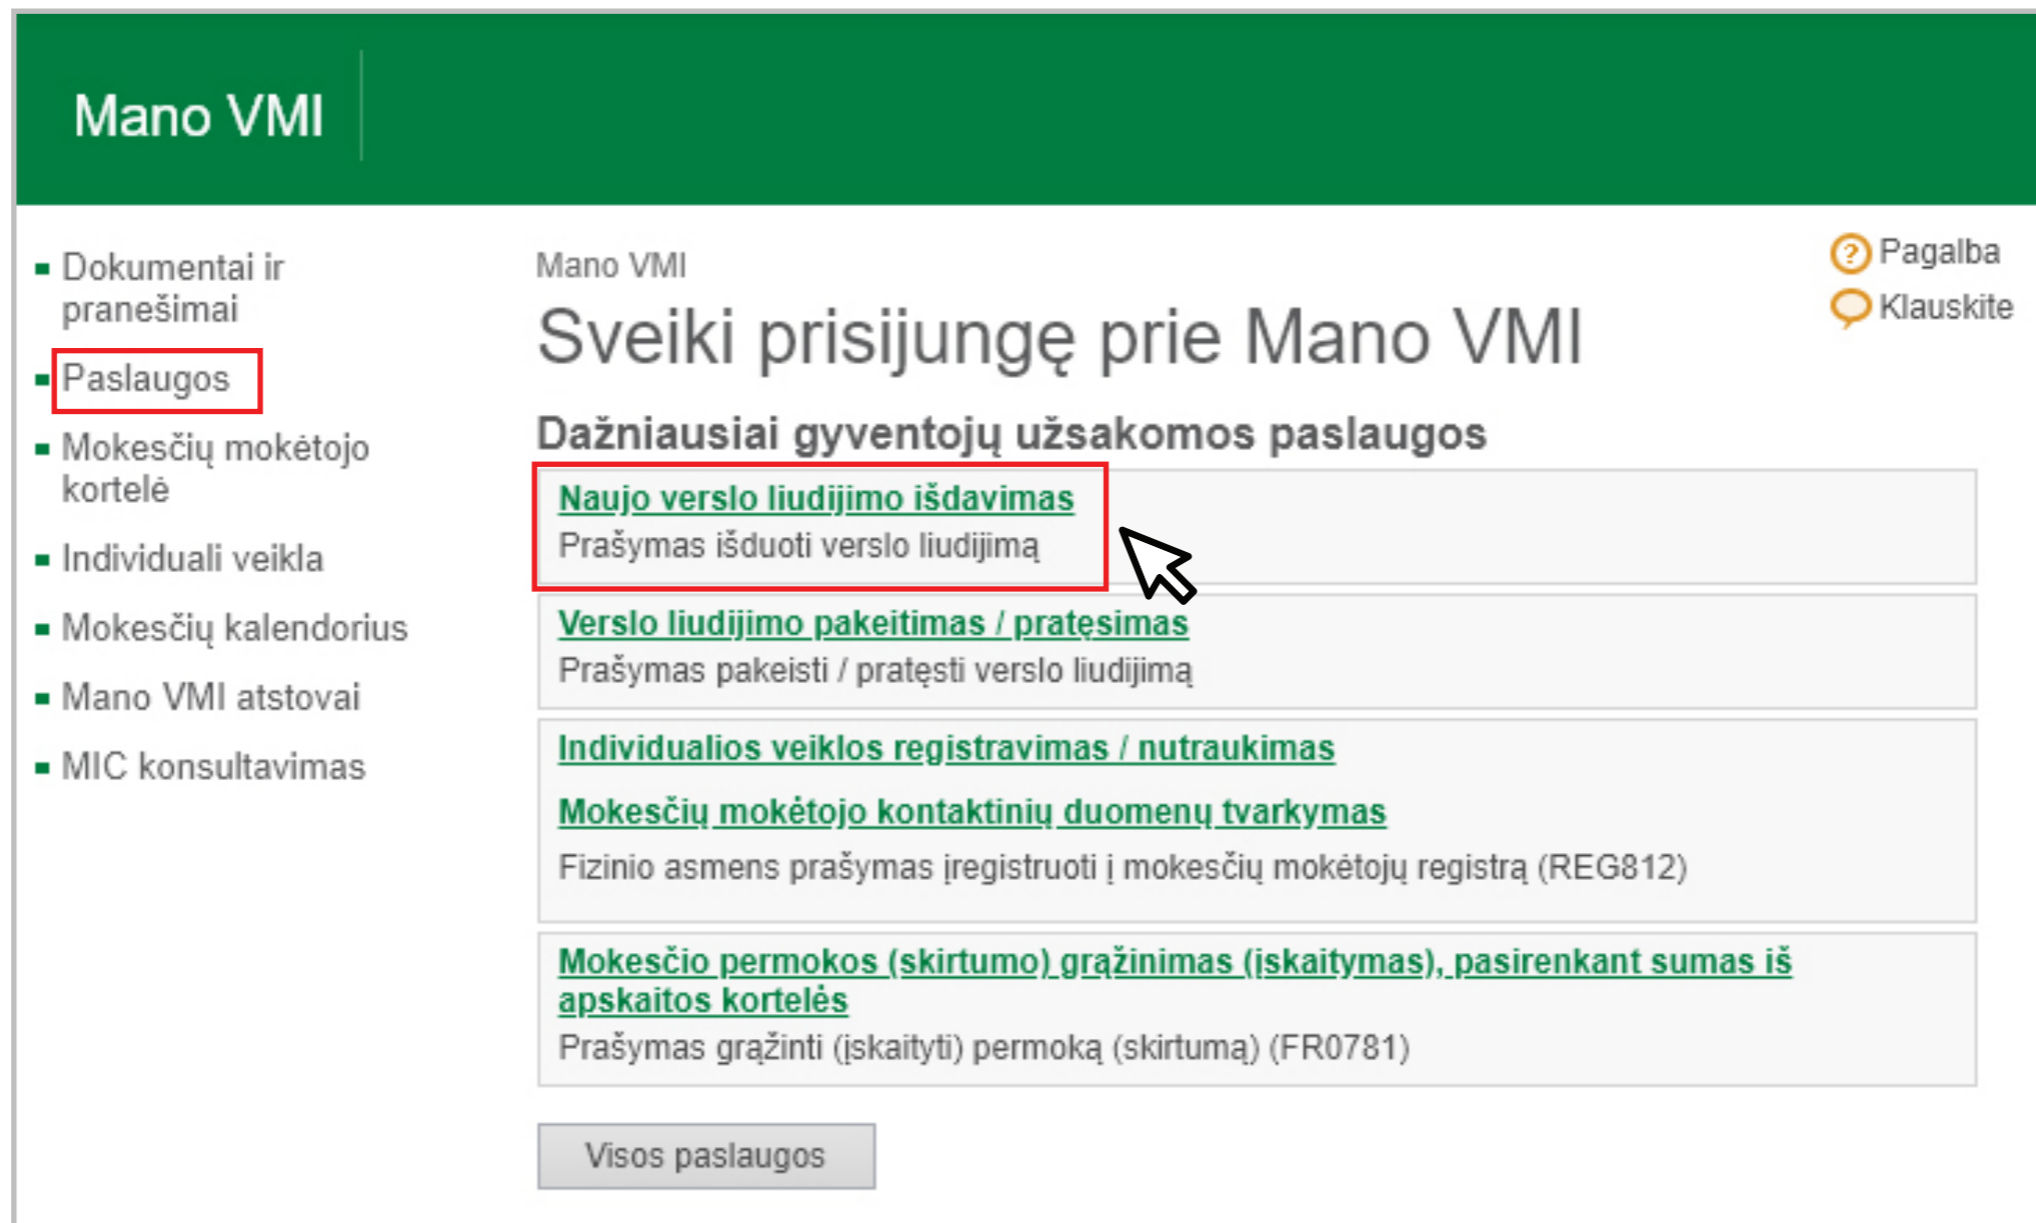 Mano VMI
Dokumentai ir
pranešimai
Paslaugos
Mokesčių mokėtojo
kortelė
Individuali veikla
Mokesčių kalendorius
Mano VMI atstovai
MIC konsultavimas
Mano VMI
Sveiki prisijungę prie Mano VMI
Pagalba
Klauskite
Dažniausiai gyventojų užsakomos paslaugos
Naujo verslo liudijimo išdavimas
Prašymas išduoti verslo liudijimą
Verslo liudijimo pakeitimas / pratęsimas
Prašymas pakeisti / pratęsti verslo liudijimą
Individualios veiklos registravimas / nutraukimas
Mokesčių mokėtojo kontaktinių duomenų tvarkymas
Fizinio asmens prašymas įregistruoti į mokesčių mokėtojų registrą (REG812)
Mokesčio permokos (skirtumo) grąžinimas (įskaitymas), pasirenkant sumas iš
apskaitos kortelės
Prašymas grąžinti (įskaityti) permoką (skirtumą) (FR0781)
Visos paslaugos